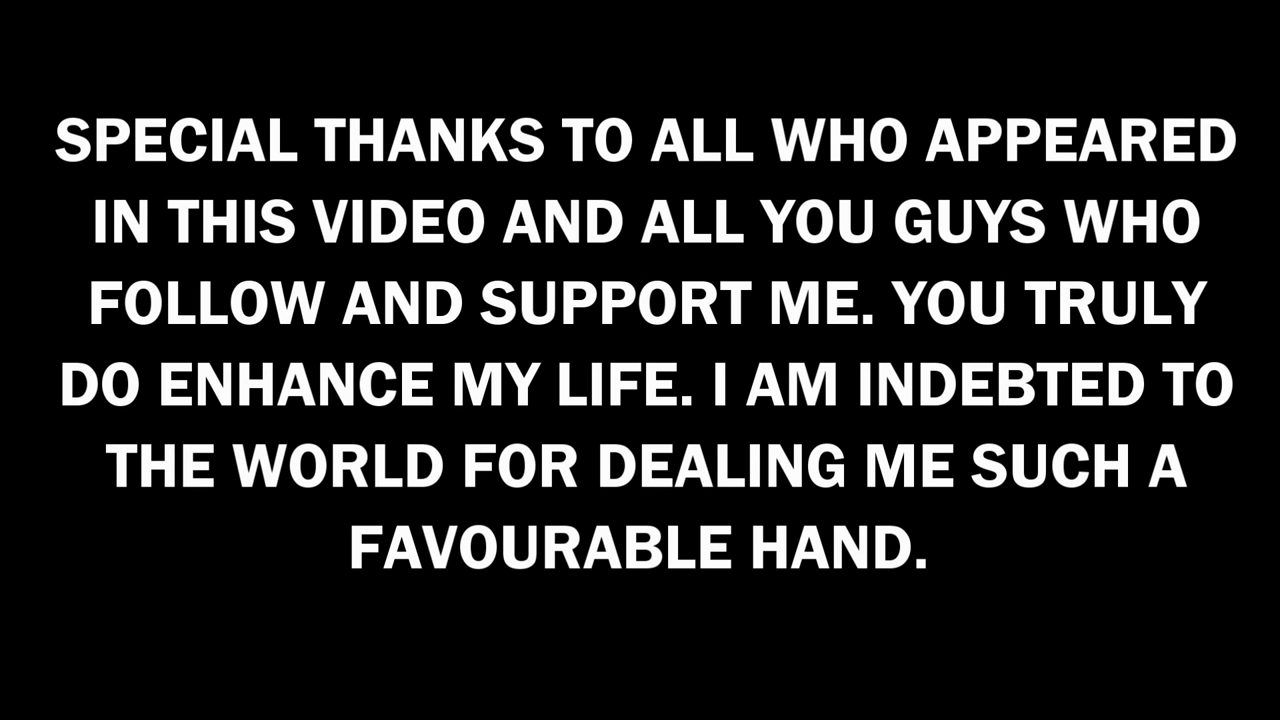 SPECIAL THANKS TO ALL WHO APPEARED
IN THIS VIDEO AND ALL YOU GUYS WHO
FOLLOW AND SUPPORT ME. YOU TRULY
DO ENHANCE MY LIFE. I AM INDEBTED TO
THE WORLD FOR DEALING ME SUCH A
FAVOURABLE HAND.